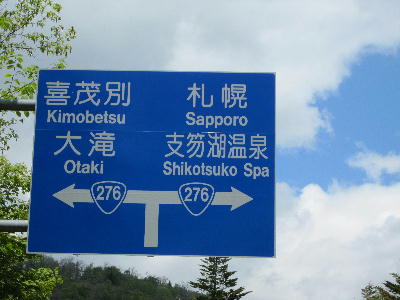 喜茂別 札幌
Kimobetsu Sapporo
大滝 支笏湖温泉
Otaki Shikotsuko Spa
276 276